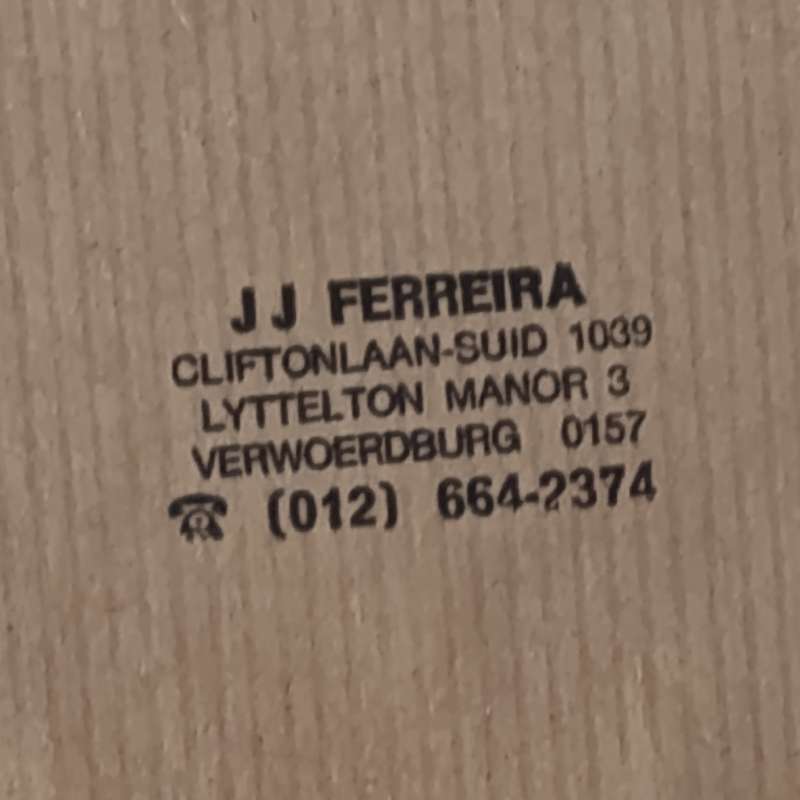 J J FERREIRA
CLIFTONLAAN-SUID 1039
LYTTELTON MANOR 3
VERWOERDBURG 0157
☎ (012) 664-2374